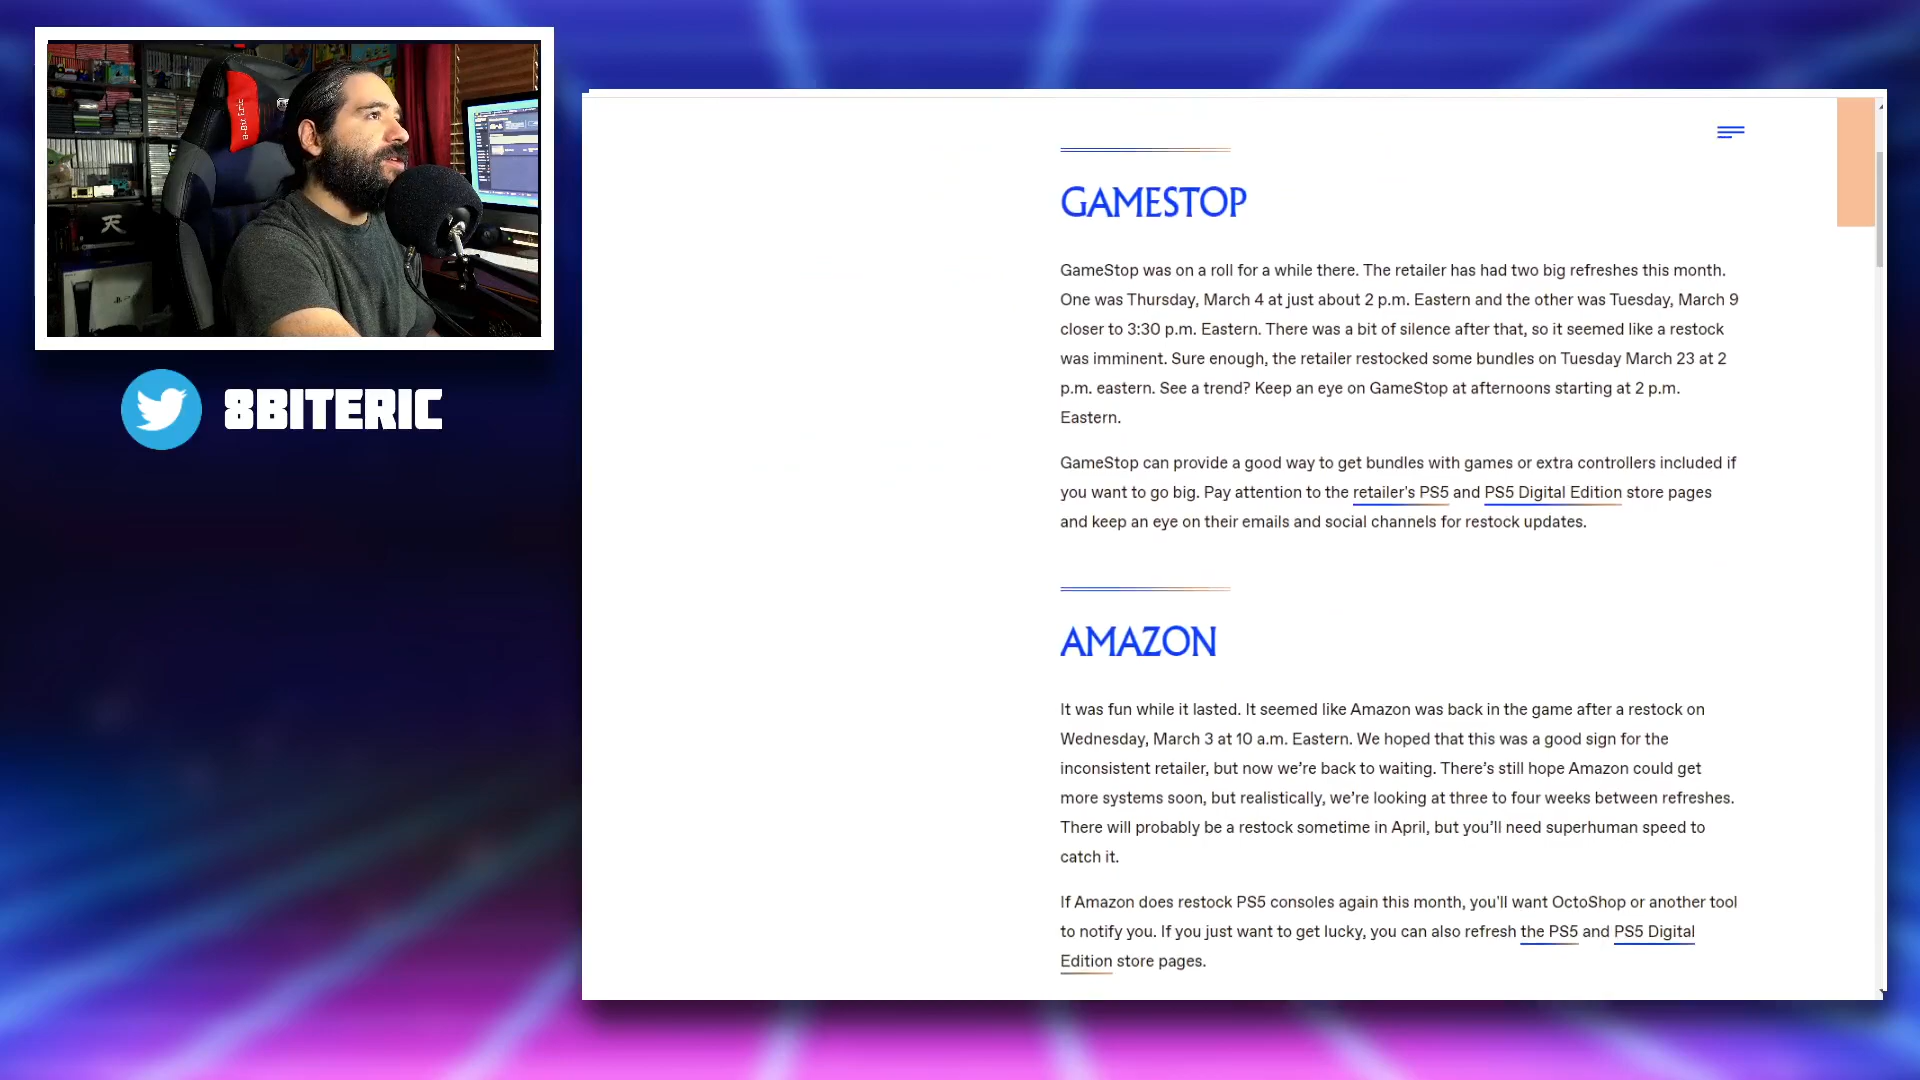 8-Bit Eric
8BITERIC
GAMESTOP
GameStop was on a roll for a while there. The retailer has had two big refreshes this month.
One was Thursday, March 4 at just about 2 p.m. Eastern and the other was Tuesday, March 9
closer to 3:30 p.m. Eastern. There was a bit of silence after that, so it seemed like a restock
was imminent. Sure enough, the retailer restocked some bundles on Tuesday March 23 at 2
p.m. eastern. See a trend? Keep an eye on GameStop at afternoons starting at 2 p.m.
Eastern.
GameStop can provide a good way to get bundles with games or extra controllers included if
you want to go big. Pay attention to the retailer's PS5 and PS5 Digital Edition store pages
and keep an eye on their emails and social channels for restock updates.
AMAZON
It was fun while it lasted. It seemed like Amazon was back in the game after a restock on
Wednesday, March 3 at 10 a.m. Eastern. We hoped that this was a good sign for the
inconsistent retailer, but now we’re back to waiting. There’s still hope Amazon could get
more systems soon, but realistically, we’re looking at three to four weeks between refreshes.
There will probably be a restock sometime in April, but you’ll need superhuman speed to
catch it.
If Amazon does restock PS5 consoles again this month, you'll want OctoShop or another tool
to notify you. If you just want to get lucky, you can also refresh the PS5 and PS5 Digital
Edition store pages.